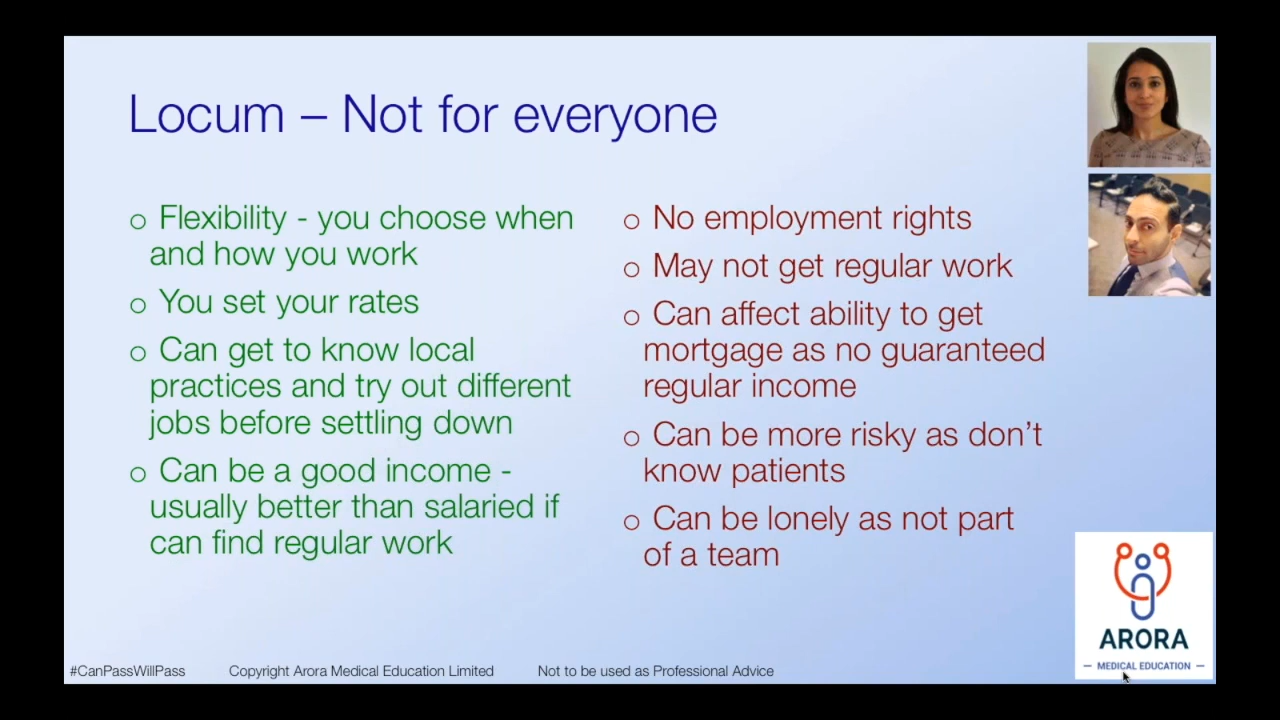 Locum – Not for everyone
o Flexibility - you choose when
and how you work
o You set your rates
o Can get to know local
practices and try out different
jobs before settling down
o Can be a good income -
usually better than salaried if
can find regular work
o No employment rights
o May not get regular work
o Can affect ability to get
mortgage as no guaranteed
regular income
o Can be more risky as don’t
know patients
o Can be lonely as not part
of a team
ARORA
MEDICAL EDUCATION
#CanPassWillPass Copyright Arora Medical Education Limited Not to be used as Professional Advice